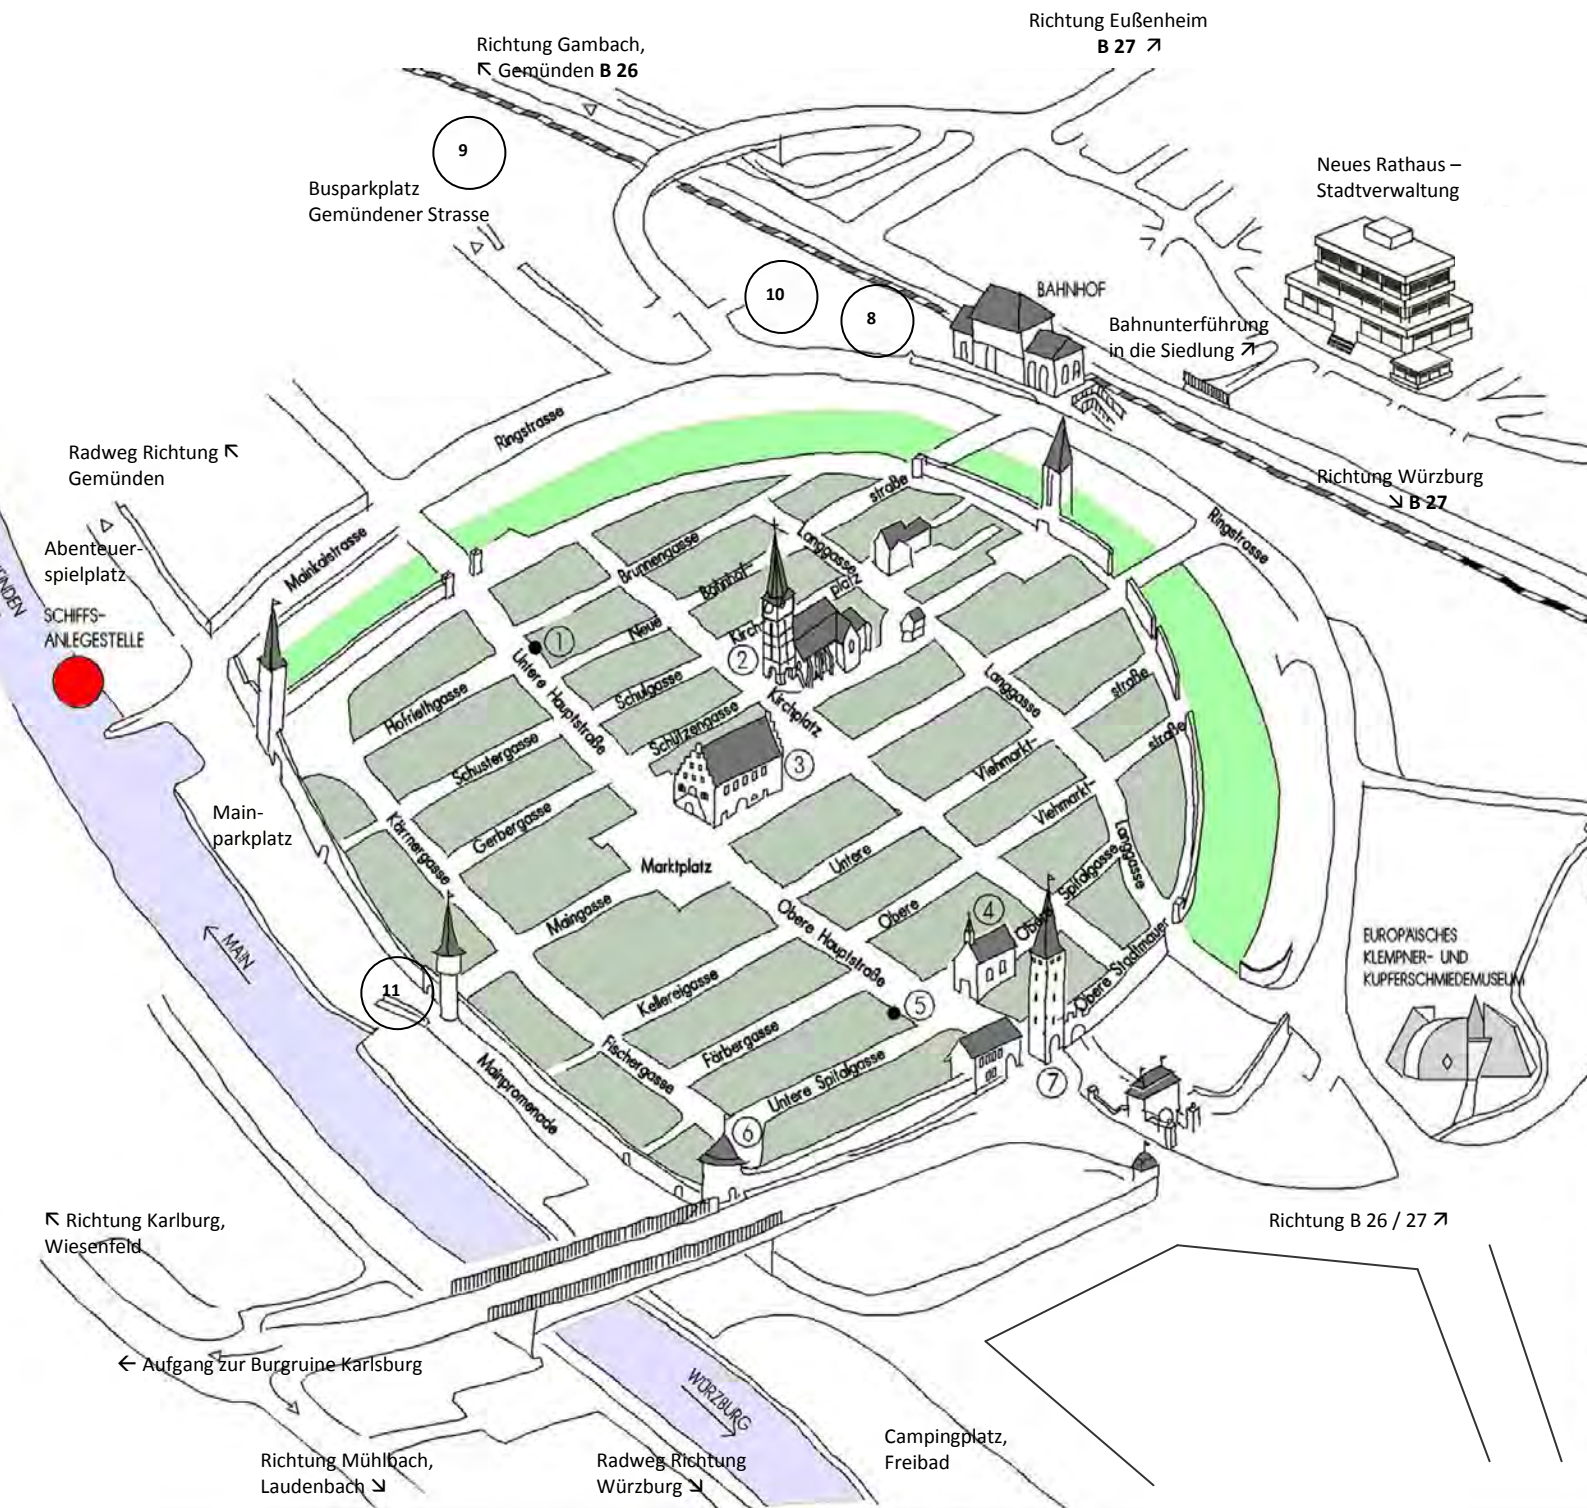 Richtung Eußenheim
B 27 ↗
Richtung Gambach,
↖ Gemünden B 26
9
Busparkplatz
Gemündener Strasse
Neues Rathaus –
Stadtverwaltung
10
8
BAHNHOF
Bahnunterführung
in die Siedlung ↗
Ringstrasse
Radweg Richtung ↖
Gemünden
Richtung Würzburg
↘ B 27
Ringstrasse
Mainkaistrasse
Abenteuer-
spielplatz
SCHIFFS-
ANLEGESTELLE
straße
Langgasse
Brunnengasse
Bahnhof-
platz
Neue
Kirch
1
2
Untere Hauptstraße
Schulgasse
Hofriethgasse
Kirchplatz
Langgasse
straße
Schützengasse
straße
Schustergasse
3
Viehmarkt-
Viehmarkt-
Main-
parkplatz
Körnergasse
Gerbergasse
Marktplatz
Untere
Langgasse
Obere Spitalgasse
Maingasse
Obere Hauptstraße
Obere
4
MAIN
Obere Stadtmauer
EUROPÄISCHES
KLEMPNER- UND
KUPFERSCHMIEDEMUSEUM
11
Kellereigasse
5
Färbergasse
Fischergasse
Untere Spitalgasse
Mainpromenade
7
6
↖ Richtung Karlburg,
Wiesenfeld
Richtung B 26 / 27 ↗
← Aufgang zur Burgruine Karlsburg
WÜRZBURG
Campingplatz,
Freibad
Richtung Mühlbach,
Laudenbach ↘
Radweg Richtung
Würzburg ↘